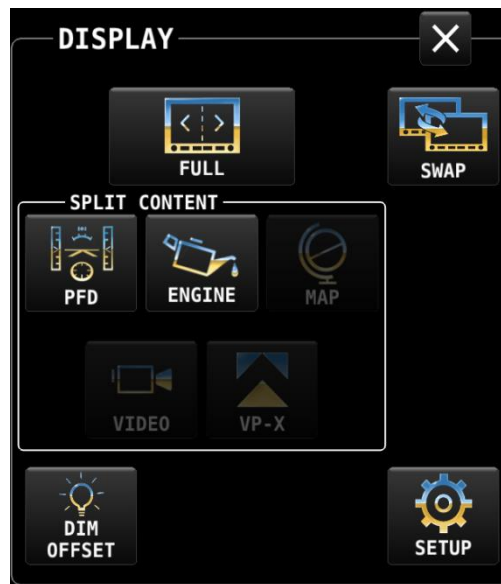 DISPLAY
FULL
SWAP
SPLIT CONTENT
PFD
ENGINE
MAP
VIDEO
VP-X
DIM
OFFSET
SETUP